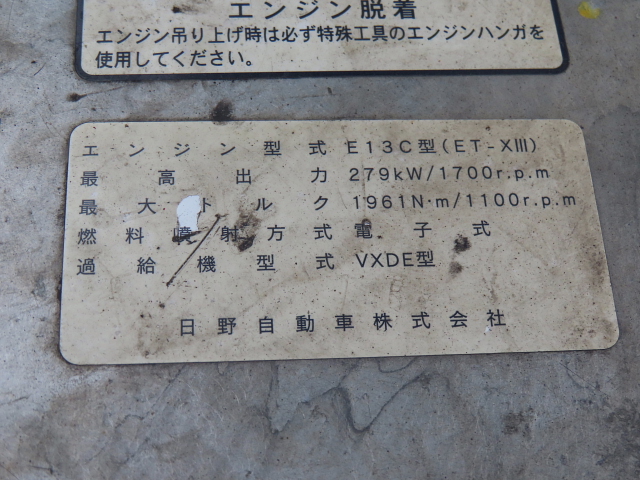 エンジン脱着
エンジン吊り上げ時は必ず特殊工具のエンジンハンガを
使用してください。
エンジン型式 E13C型(ET-XIII)
最高出力 279kW/1700r.p.m
最大トルク 1961N·m/1100r.p.m
燃料噴射方式 電子式
過給機型式 VXDE型
日野自動車株式会社